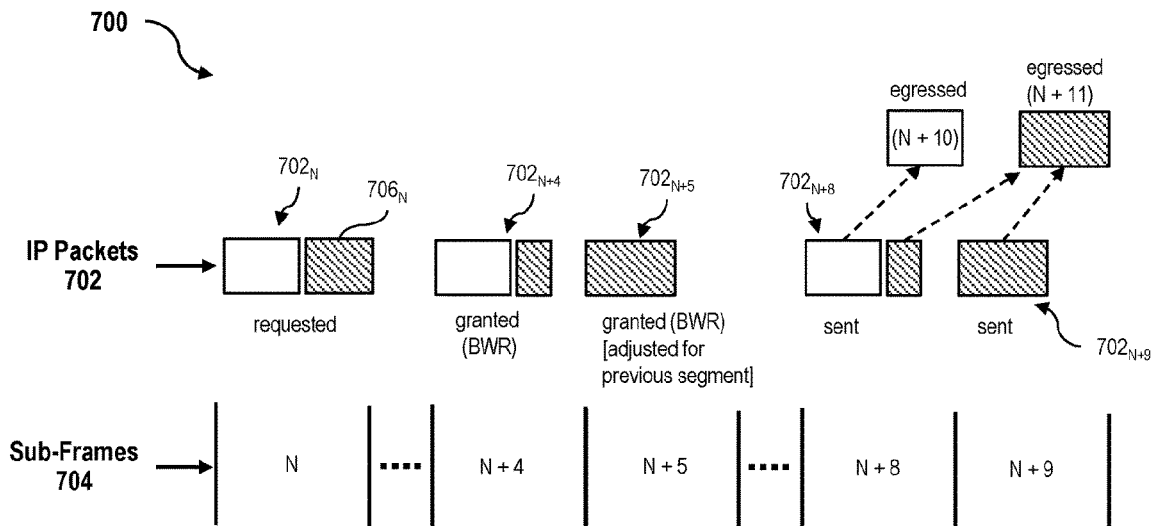 700
egressed
(N + 10)
egressed
(N + 11)
702N
706N
702N+4
702N+5
702N+8
IP Packets
702
requested
granted
(BWR)
granted (BWR)
[adjusted for
previous segment]
sent
sent
702N+9
Sub-Frames
704
N
N + 4
N + 5
N + 8
N + 9